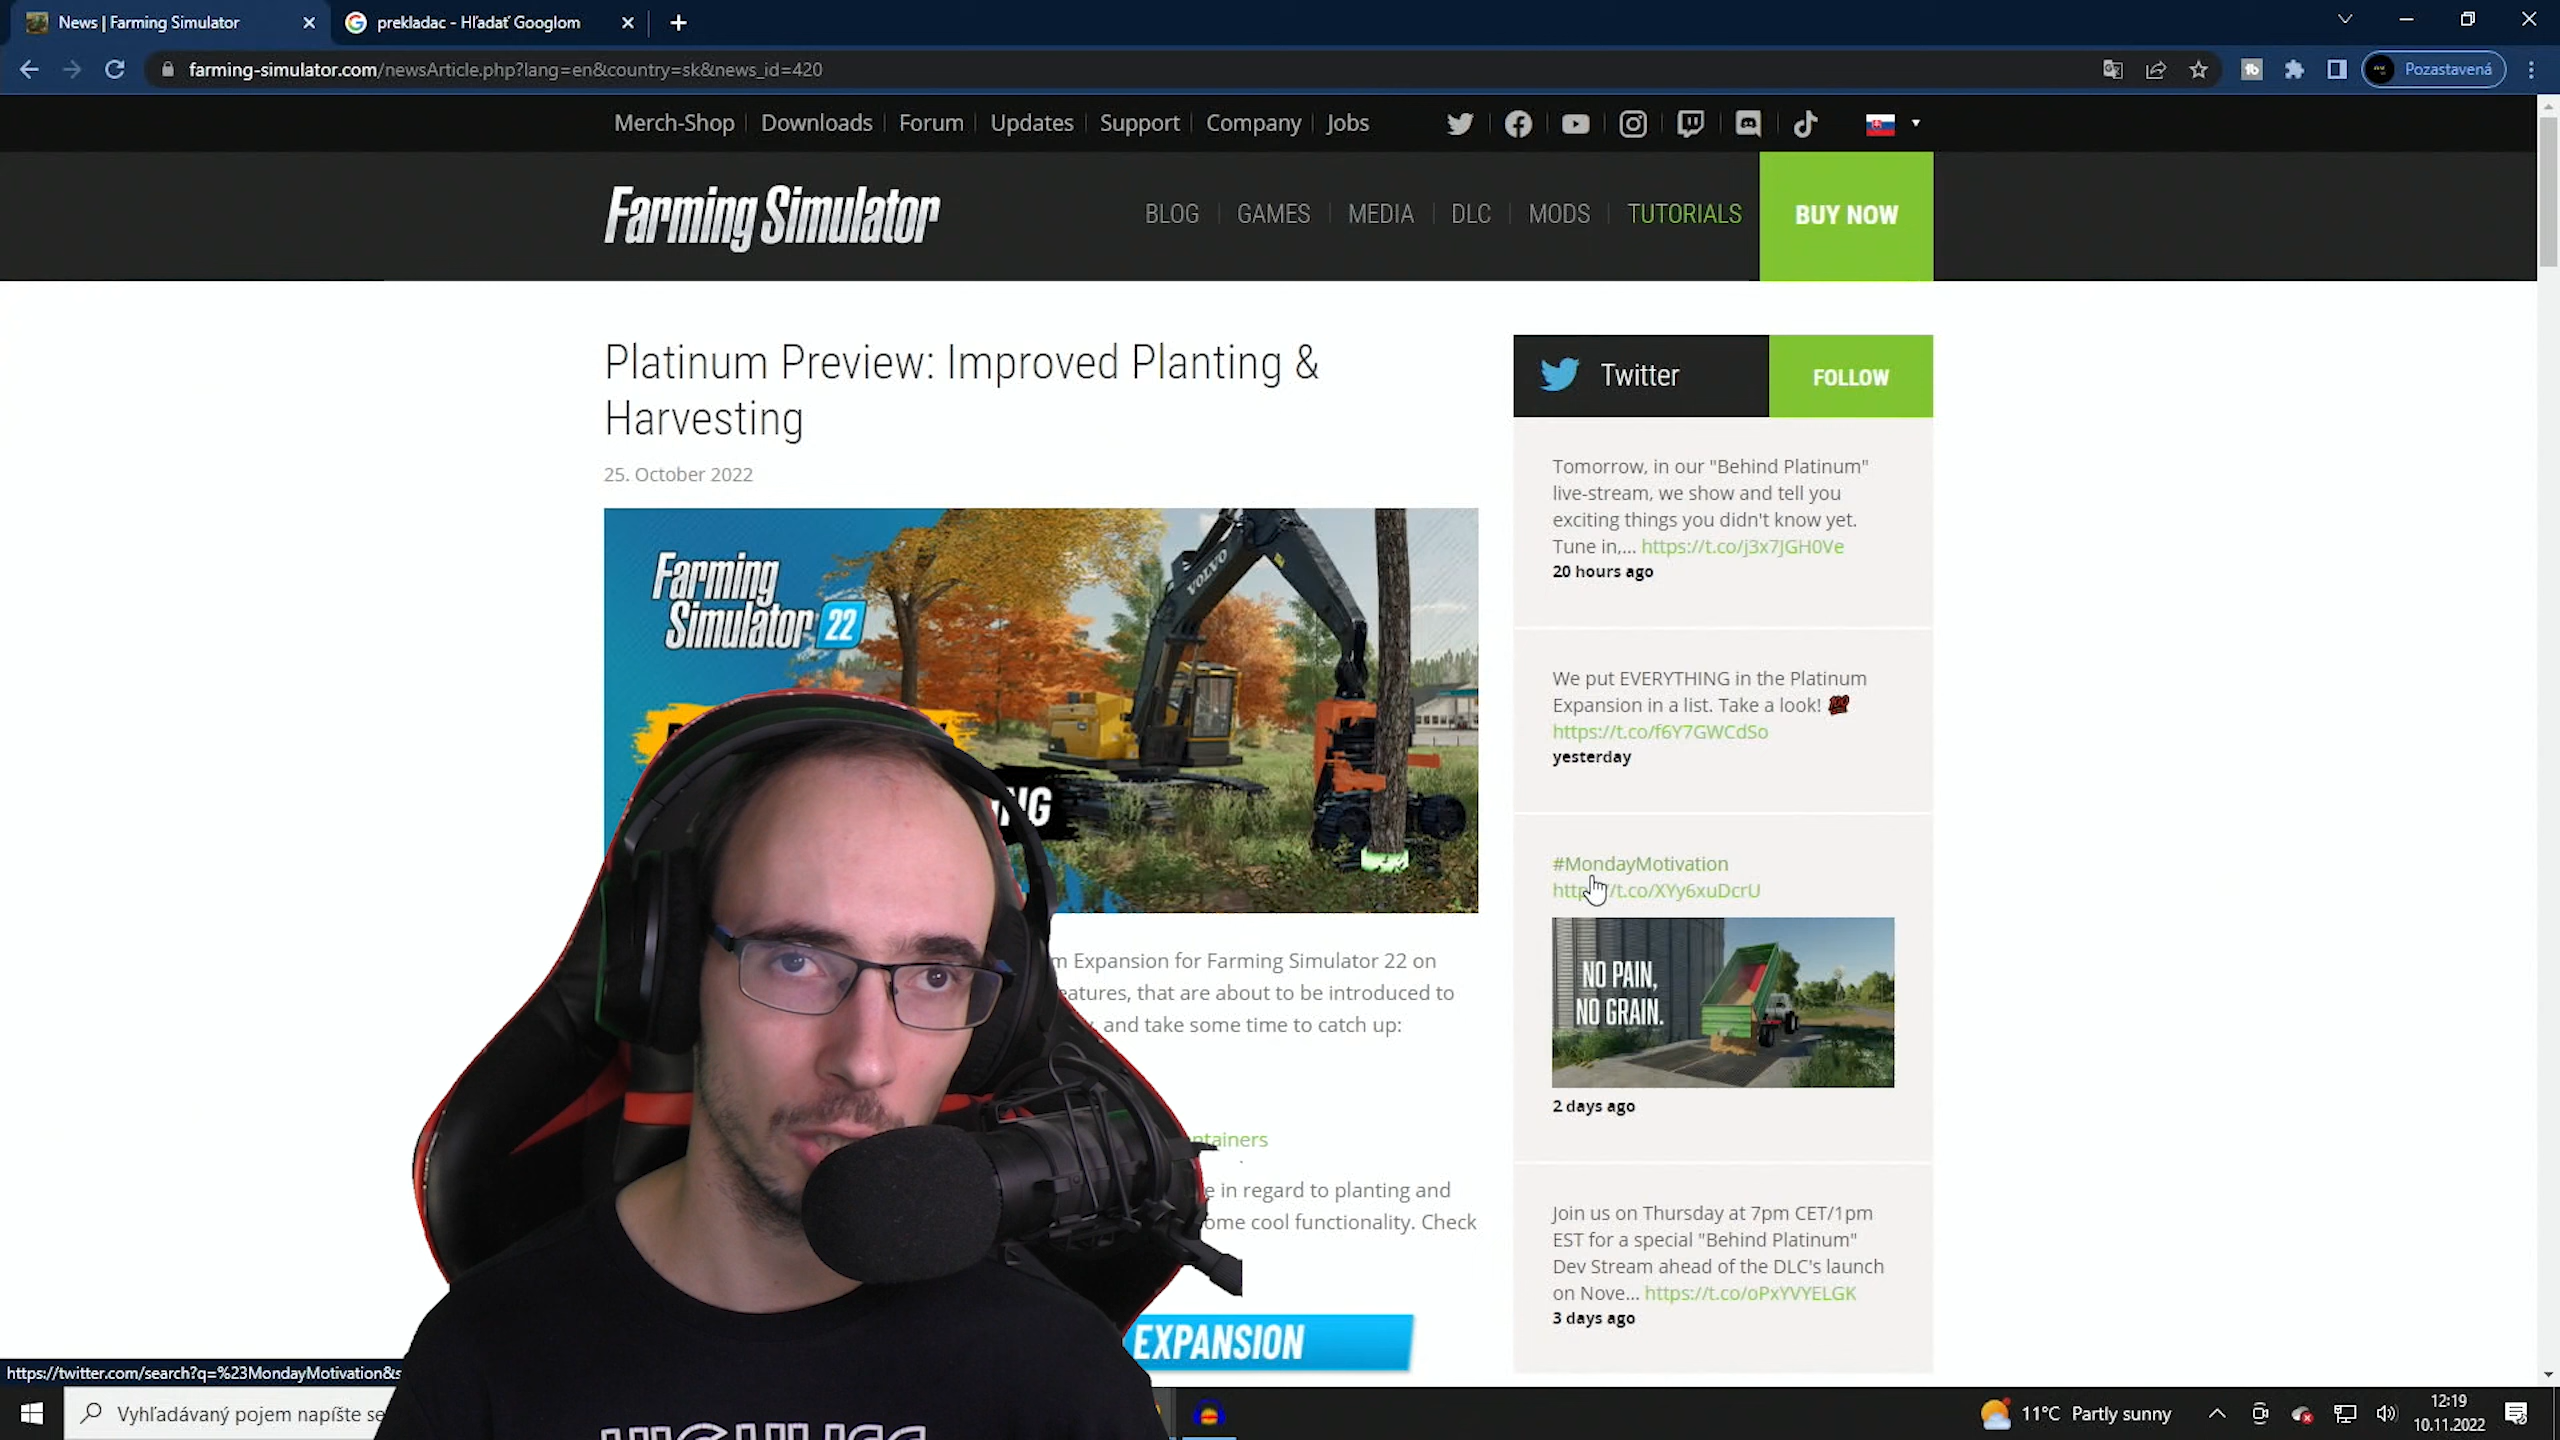 News | Farming Simulator
prekladac - Hľadať Googlom
farming-simulator.com/newsArticle.php?lang=en&country=sk&news_id=420
Pozastavená
Merch-Shop Downloads Forum Updates Support Company Jobs
Farming Simulator
BLOG GAMES MEDIA DLC MODS TUTORIALS BUY NOW
Platinum Preview: Improved Planting &
Harvesting
25. October 2022
Farming
Simulator 22
VOLVO
Twitter FOLLOW
Tomorrow, in our "Behind Platinum"
live-stream, we show and tell you
exciting things you didn't know yet.
Tune in,... https://t.co/j3x7JGH0Ve
20 hours ago
We put EVERYTHING in the Platinum
Expansion in a list. Take a look! 💯
https://t.co/f6Y7GWCdSo
yesterday
#MondayMotivation
t.co/XYy6xuDcrU
NO PAIN,
NO GRAIN.
2 days ago
Join us on Thursday at 7pm CET/1pm
EST for a special "Behind Platinum"
Dev Stream ahead of the DLC's launch
on Nove... https://t.co/oPxYVYELGK
3 days ago
Expansion for Farming Simulator 22 on
that are about to be introduced to
and take some time to catch up:
in regard to planting and
cool functionality. Check
EXPANSION
https://twitter.com/search?q=%23MondayMotivation&s
Vyhľadávaný pojem napíšte se
11°C Partly sunny
12:19
10.11.2022